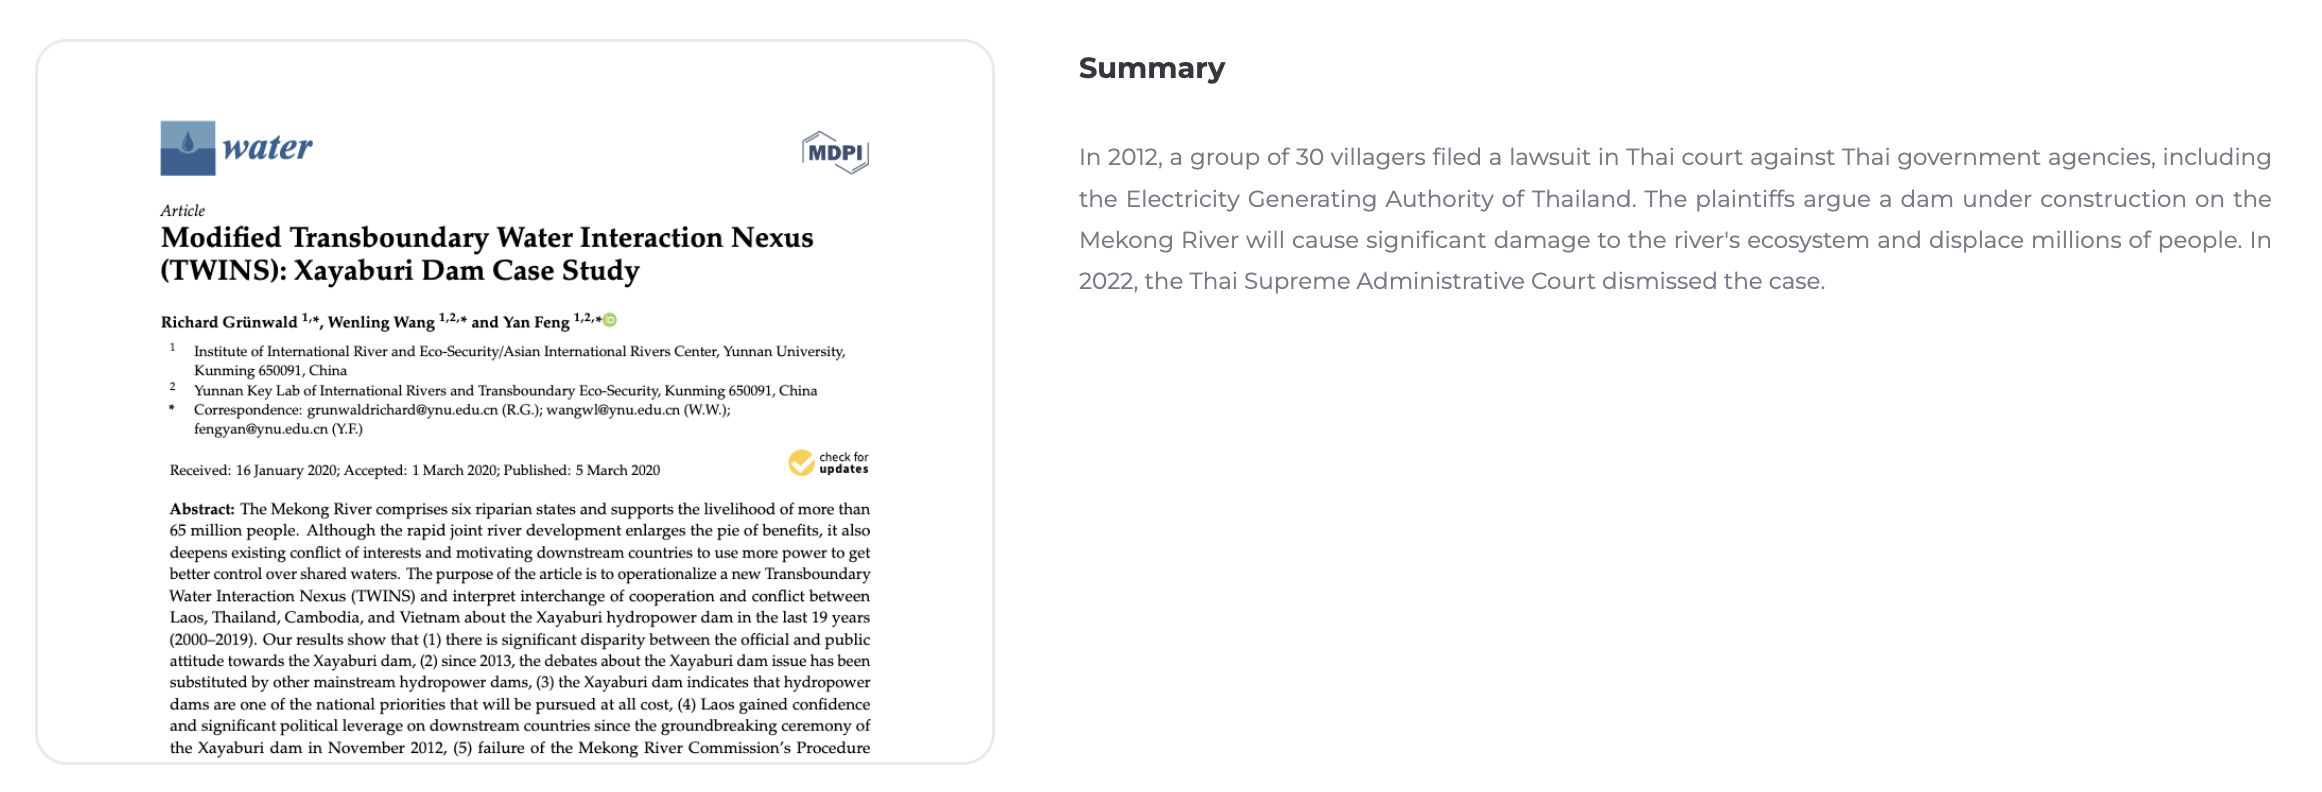 water
MDPI
Article
Modified Transboundary Water Interaction Nexus
(TWINS): Xayaburi Dam Case Study
Richard Grünwald 1,*, Wenling Wang 1,2,* and Yan Feng 1,2,*
1 Institute of International River and Eco-Security/Asian International Rivers Center, Yunnan University,
Kunming 650091, China
2 Yunnan Key Lab of International Rivers and Transboundary Eco-Security, Kunming 650091, China
* Correspondence: grunwaldrichard@ynu.edu.cn (R.G.); wangwl@ynu.edu.cn (W.W.);
fengyan@ynu.edu.cn (Y.F.)
check for
updates
Received: 16 January 2020; Accepted: 1 March 2020; Published: 5 March 2020
Abstract: The Mekong River comprises six riparian states and supports the livelihood of more than
65 million people. Although the rapid joint river development enlarges the pie of benefits, it also
deepens existing conflict of interests and motivating downstream countries to use more power to get
better control over shared waters. The purpose of the article is to operationalize a new Transboundary
Water Interaction Nexus (TWINS) and interpret interchange of cooperation and conflict between
Laos, Thailand, Cambodia, and Vietnam about the Xayaburi hydropower dam in the last 19 years
(2000–2019). Our results show that (1) there is significant disparity between the official and public
attitude towards the Xayaburi dam, (2) since 2013, the debates about the Xayaburi dam issue has been
substituted by other mainstream hydropower dams, (3) the Xayaburi dam indicates that hydropower
dams are one of the national priorities that will be pursued at all cost, (4) Laos gained confidence
and significant political leverage on downstream countries since the groundbreaking ceremony of
the Xayaburi dam in November 2012, (5) failure of the Mekong River Commission's Procedure
Summary
In 2012, a group of 30 villagers filed a lawsuit in Thai court against Thai government agencies, including
the Electricity Generating Authority of Thailand. The plaintiffs argue a dam under construction on the
Mekong River will cause significant damage to the river's ecosystem and displace millions of people. In
2022, the Thai Supreme Administrative Court dismissed the case.